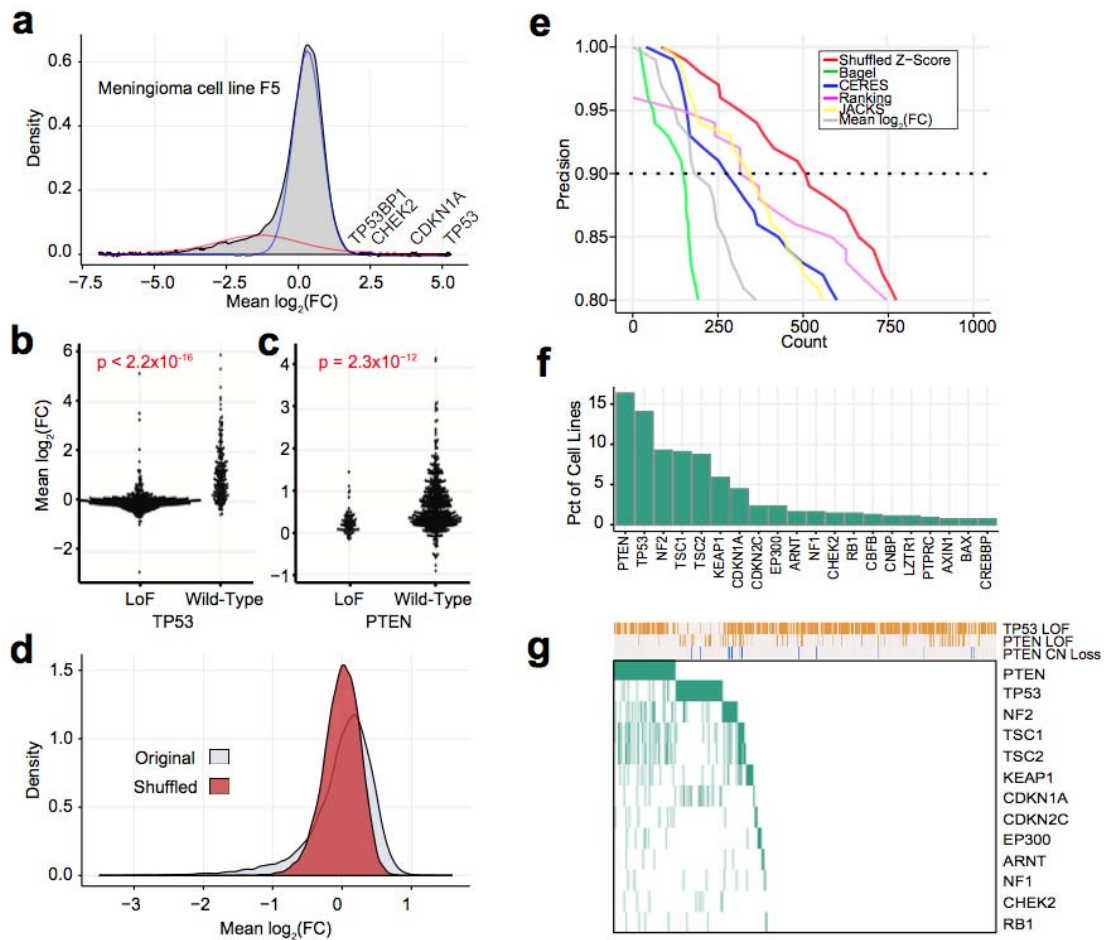 a
Density
0.6
0.4
0.2
0.0
Meningioma cell line F5
TP53BP1
CHEK2
CDKN1A
TP53
−7.5 −5.0 −2.5 0.0 2.5 5.0
Mean log2(FC)
b
Mean log2(FC)
6
4
2
0
−2
p < 2.2x10-16
LoF Wild-Type
TP53
c
4
3
2
1
0
−1
p = 2.3x10−12
LoF Wild-Type
PTEN
d
Density
1.5
1.0
0.5
0.0
Original
Shuffled
−3 −2 −1 0 1
Mean log2(FC)
e
Precision
1.00
0.95
0.90
0.85
0.80
Shuffled Z-Score
Bagel
CERES
Ranking
JACKS
Mean log2(FC)
0 250 500 750 1000
Count
f
Pct of Cell Lines
15
10
5
0
PTEN
TP53
NF2
TSC1
TSC2
KEAP1
CDKN1A
CDKN2C
EP300
ARNT
NF1
CHEK2
RB1
CBFB
CNBP
LZTR1
PTPRC
AXIN1
BAX
CREBBP
g
TP53 LOF
PTEN LOF
PTEN CN Loss
PTEN
TP53
NF2
TSC1
TSC2
KEAP1
CDKN1A
CDKN2C
EP300
ARNT
NF1
CHEK2
RB1